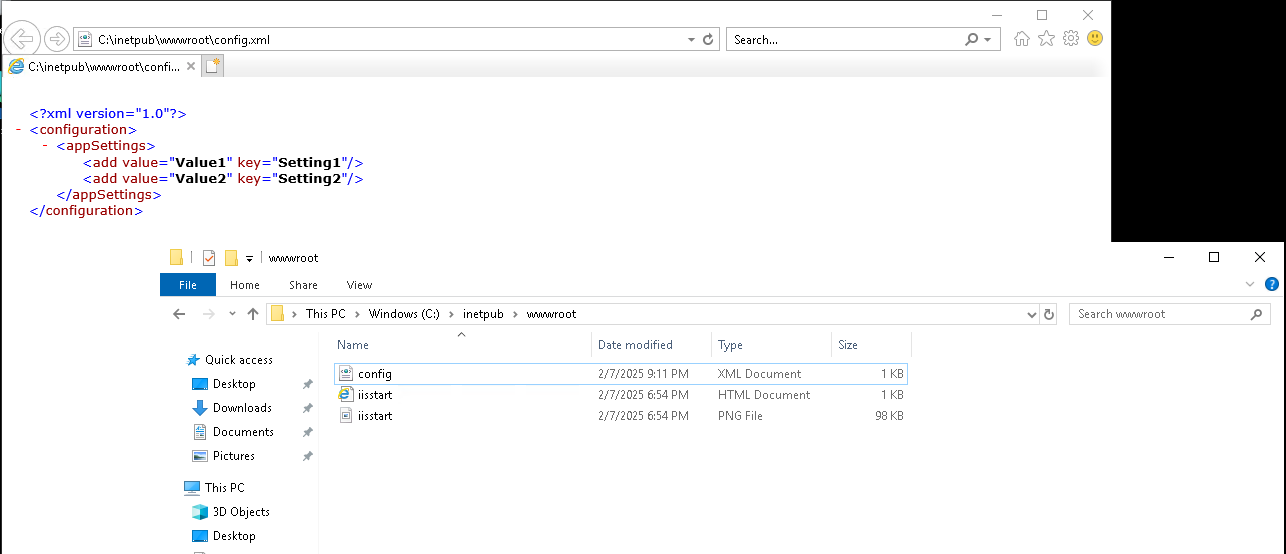 C:\inetpub\wwwroot\config.xml
Search...
C:\inetpub\wwwroot\confi...
<?xml version="1.0"?>
- <configuration>
- <appSettings>
<add value="Value1" key="Setting1"/>
<add value="Value2" key="Setting2"/>
</appSettings>
</configuration>
wwwroot
File Home Share View
This PC > Windows (C:) > inetpub > wwwroot
Search wwwroot
Name Date modified Type Size
Quick access
Desktop
Downloads
Documents
Pictures
This PC
3D Objects
Desktop
config 2/7/2025 9:11 PM XML Document 1 KB
iisstart 2/7/2025 6:54 PM HTML Document 1 KB
iisstart 2/7/2025 6:54 PM PNG File 98 KB